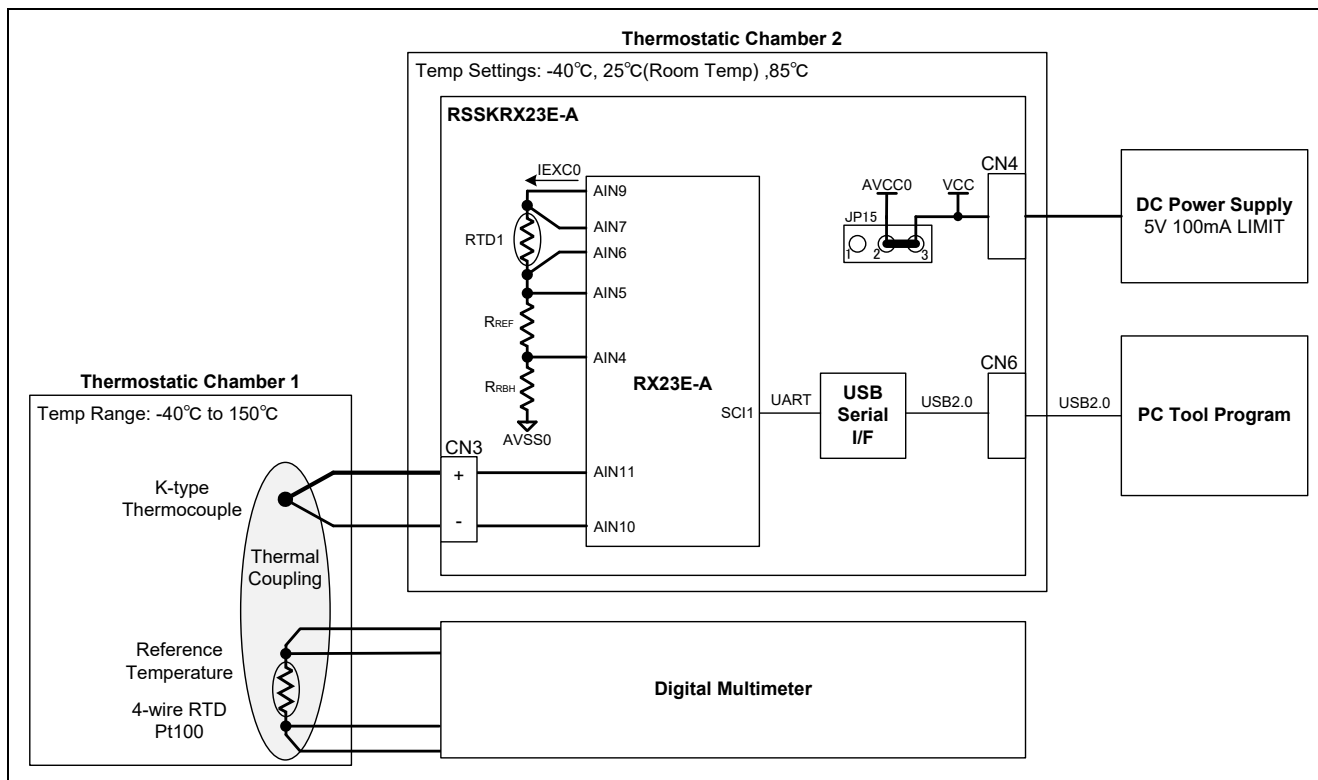 Thermostatic Chamber 2
Temp Settings: -40℃, 25℃(Room Temp) ,85℃
RSSKRX23E-A
IEXC0
AIN9
AIN7
RTD1
AIN6
AIN5
RREF
AIN4
RRBH
AVSS0
RX23E-A
SCI1
UART
USB
Serial
I/F
USB2.0
AVCC0
VCC
JP15
1
2
3
CN4
DC Power Supply
5V 100mA LIMIT
CN6
USB2.0
PC Tool Program
Thermostatic Chamber 1
Temp Range: -40℃ to 150℃
CN3
+
-
AIN11
AIN10
K-type
Thermocouple
Thermal
Coupling
Reference
Temperature
4-wire RTD
Pt100
Digital Multimeter